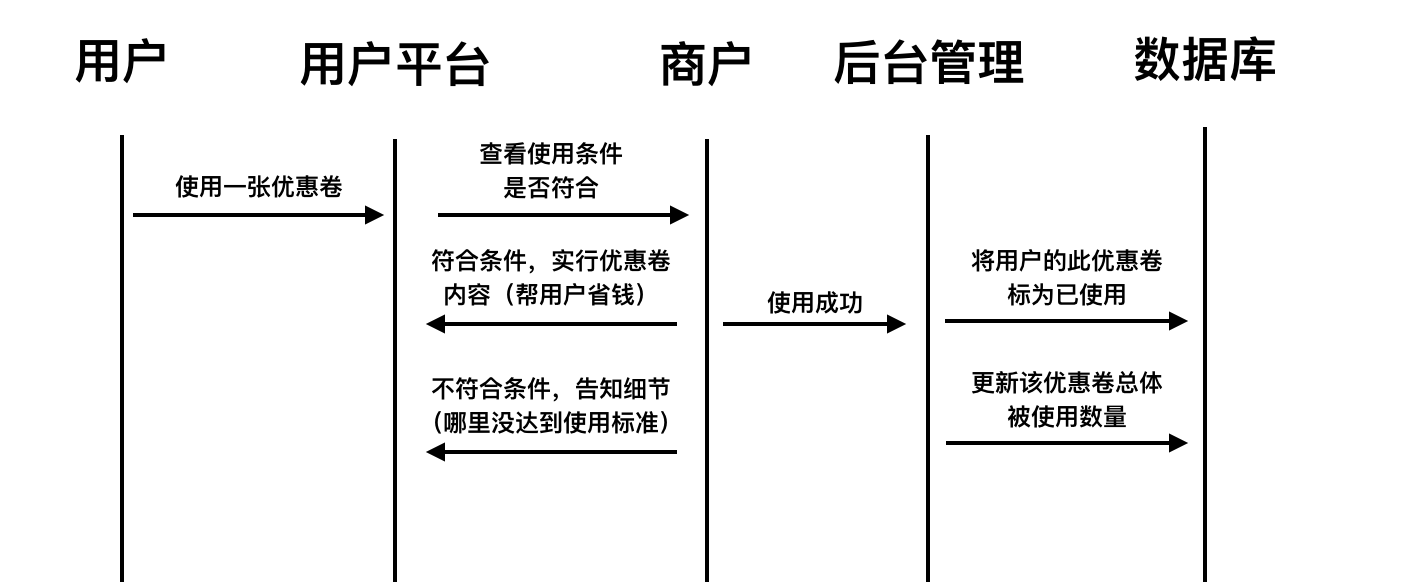 用户
用户平台
商户
后台管理
数据库
使用一张优惠卷
查看使用条件
是否符合
符合条件，实行优惠卷
内容（帮用户省钱）
使用成功
将用户的此优惠卷
标为已使用
不符合条件，告知细节
（哪里没达到使用标准）
更新该优惠卷总体
被使用数量